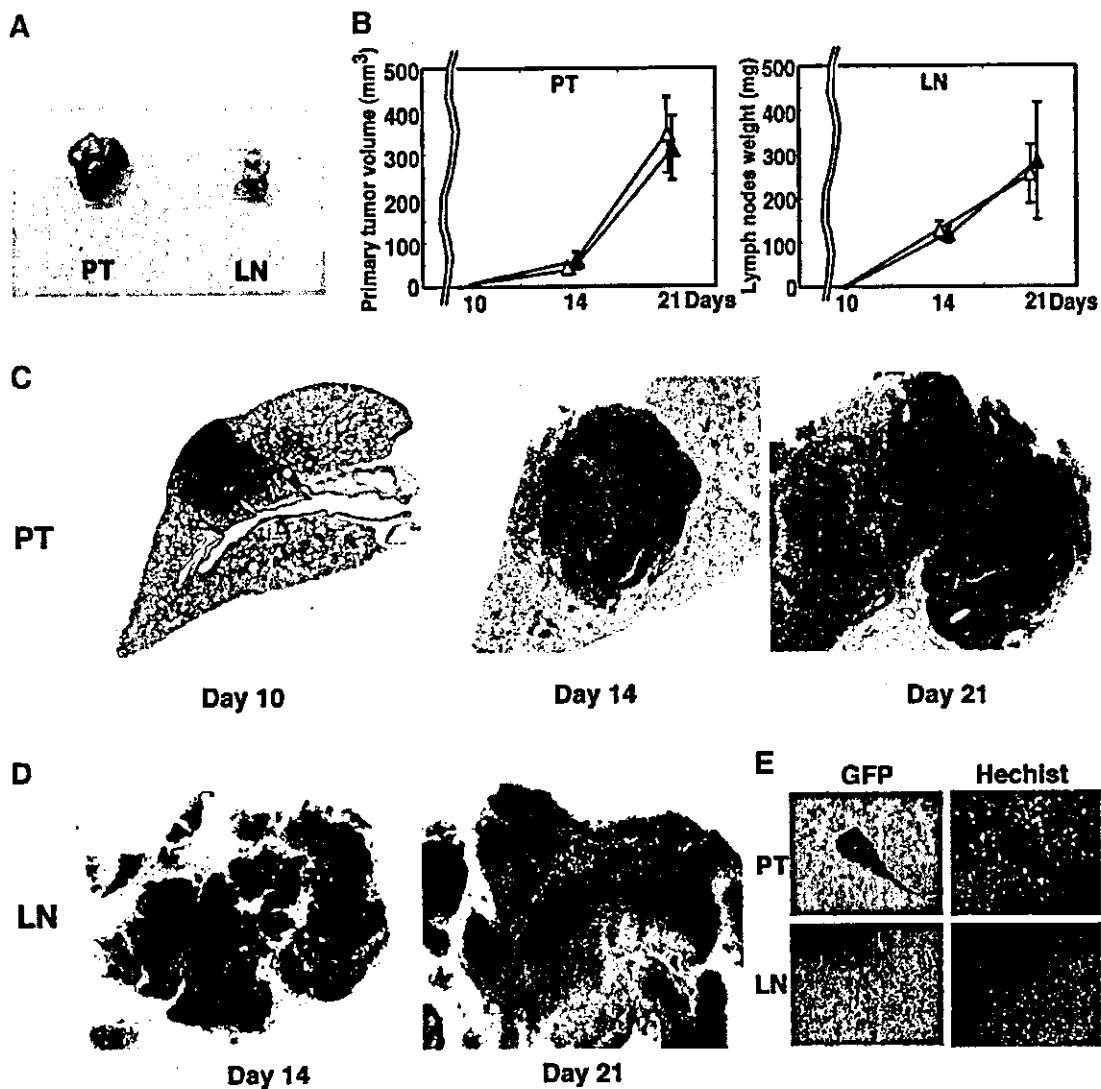 A
PT LN
B
Primary tumor volume (mm³)
500
400
300
200
100
0
PT
10 14 21 Days
Lymph nodes weight (mg)
500
400
300
200
100
0
LN
10 14 21 Days
C
PT
Day 10 Day 14 Day 21
D
LN
Day 14 Day 21
E
GFP Hechist
PT
LN